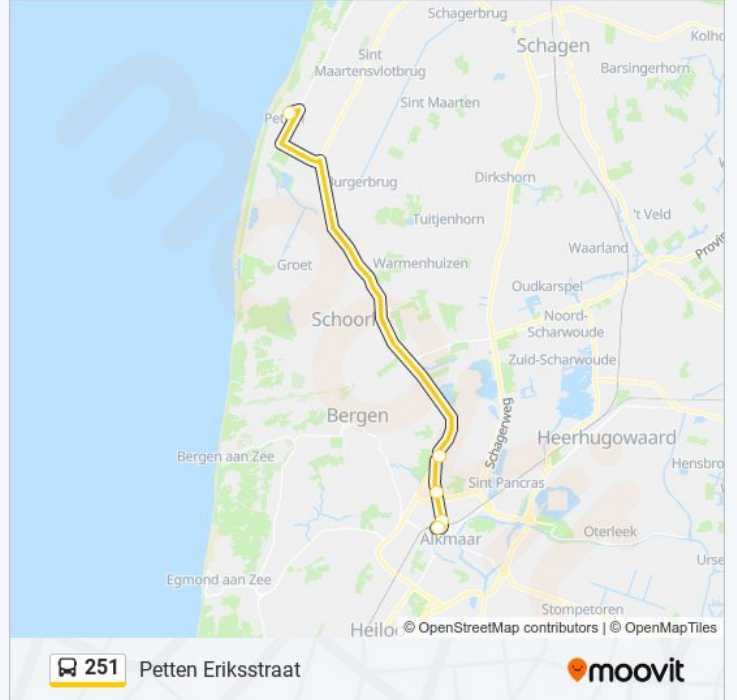 Schagerbrug
Kolho
Schagen
Sint
Maartensvlotbrug
Barsingerhorn
Sint Maarten
Petten
Burgerbrug
Dirkshorn
't Veld
Tuitjenhorn
Waarland
Provin
Groet
Warmenhuizen
Oudkarspel
Schoorl
Noord-
Scharwoude
Zuid-Scharwoude
Bergen
Schagerweg
Heerhugowaard
Bergen aan Zee
Hensbro
Sint Pancras
Oterleek
Alkmaar
Urse
Egmond aan Zee
Stompetoren
Heiloo
© OpenStreetMap contributors | © OpenMapTiles
251 Petten Eriksstraat
moovit